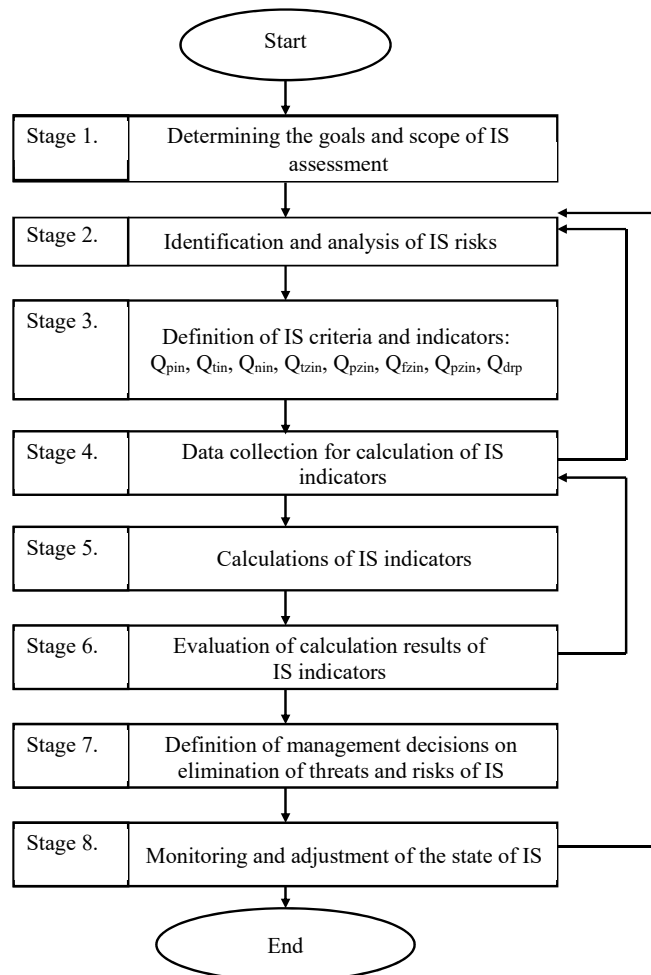 Start
Stage 1.
Determining the goals and scope of IS
assessment
Stage 2.
Identification and analysis of IS risks
Stage 3.
Definition of IS criteria and indicators:
Qpin, Qtin, Qnin, Qtzin, Qpzin, Qfzin, Qpzin, Qdrp
Stage 4.
Data collection for calculation of IS
indicators
Stage 5.
Calculations of IS indicators
Stage 6.
Evaluation of calculation results of
IS indicators
Stage 7.
Definition of management decisions on
elimination of threats and risks of IS
Stage 8.
Monitoring and adjustment of the state of IS
End